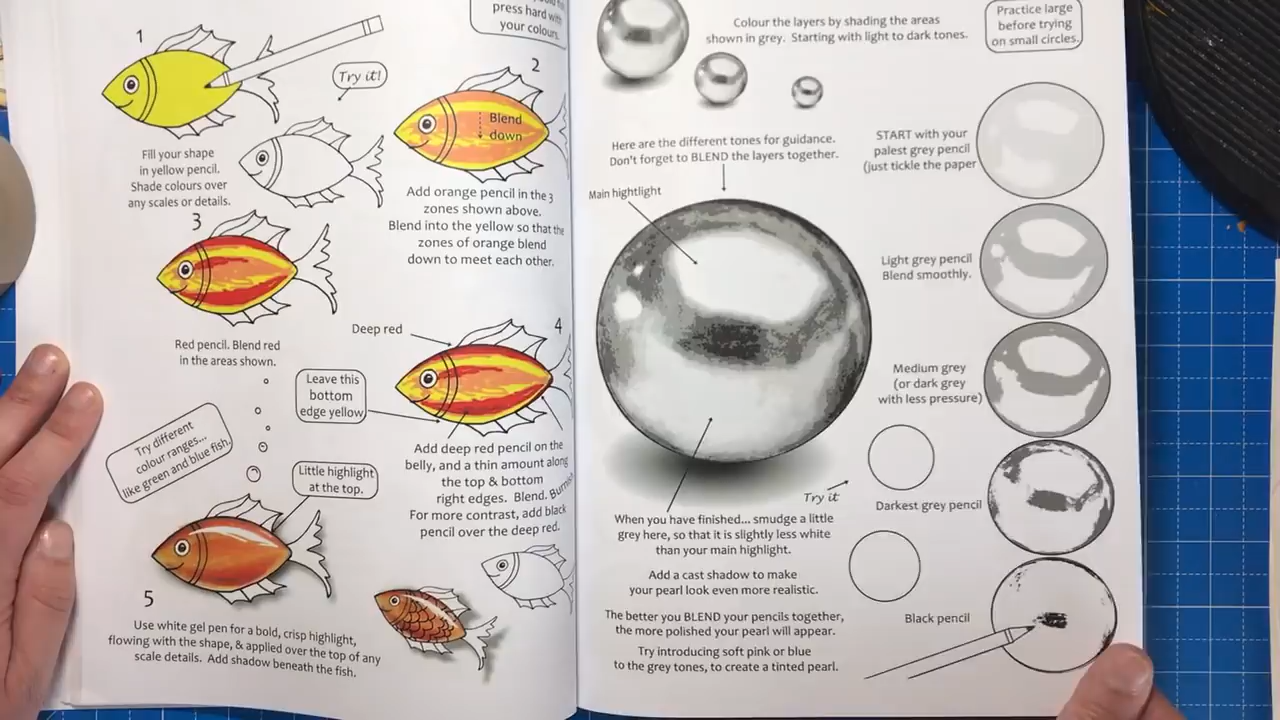 press hard with
your colours.
1
Try it!
2
Blend
down
Fill your shape
in yellow pencil.
Shade colours over
any scales or details.
Add orange pencil in the 3
zones shown above.
Blend into the yellow so that the
zones of orange blend
down to meet each other.
3
Red pencil. Blend red
in the areas shown.
Deep red
4
Leave this
bottom
edge yellow
Try different
colour ranges...
like green and blue fish.
Little highlight
at the top.
Add deep red pencil on the
belly, and a thin amount along
the top & bottom
right edges. Blend. Burnish
For more contrast, add black
pencil over the deep red.
5
Use white gel pen for a bold, crisp highlight,
flowing with the shape, & applied over the top of any
scale details. Add shadow beneath the fish.
Colour the layers by shading the areas
shown in grey. Starting with light to dark tones.
Practice large
before trying
on small circles.
Here are the different tones for guidance.
Don't forget to BLEND the layers together.
Main hightlight
START with your
palest grey pencil
(just tickle the paper
Light grey pencil
Blend smoothly.
Medium grey
(or dark grey
with less pressure)
Try it
Darkest grey pencil
When you have finished... smudge a little
grey here, so that it is slightly less white
than your main highlight.
Add a cast shadow to make
your pearl look even more realistic.
The better you BLEND your pencils together,
the more polished your pearl will appear.
Try introducing soft pink or blue
to the grey tones, to create a tinted pearl.
Black pencil